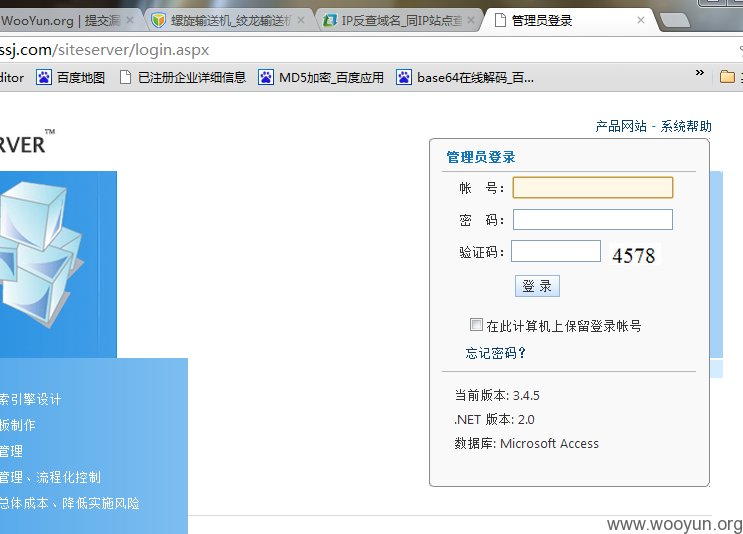 WooYun.org | 提交漏 螺旋输送机_绞龙输送机 IP反查域名_同IP站点查 管理员登录
ssj.com/siteserver/login.aspx
ditor 百度地图 已注册企业详细信息 MD5加密_百度应用 base64在线解码_百... »
产品网站 - 系统帮助
RVER™
管理员登录
帐 号：
密 码：
验证码： 4578
登 录
在此计算机上保留登录帐号
忘记密码？
当前版本: 3.4.5
.NET 版本: 2.0
数据库: Microsoft Access
索引擎设计
板制作
管理
管理、流程化控制
总体成本、降低实施风险
www.wooyun.org